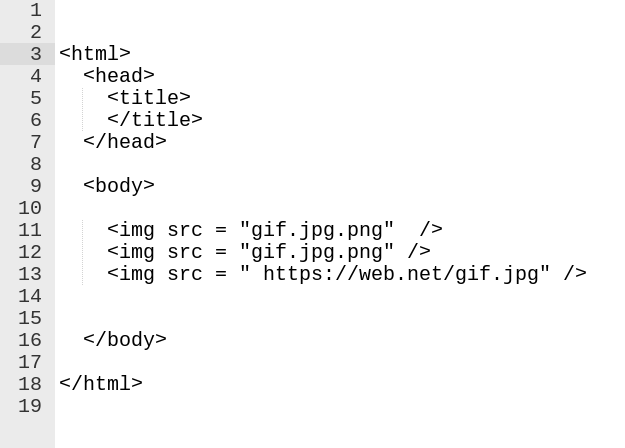 1
2
3 <html>
4   <head>
5     <title>
6     </title>
7   </head>
8
9   <body>
10
11     <img src = "gif.jpg.png"  />
12     <img src = "gif.jpg.png" />
13     <img src = " https://web.net/gif.jpg" />
14
15
16   </body>
17
18 </html>
19